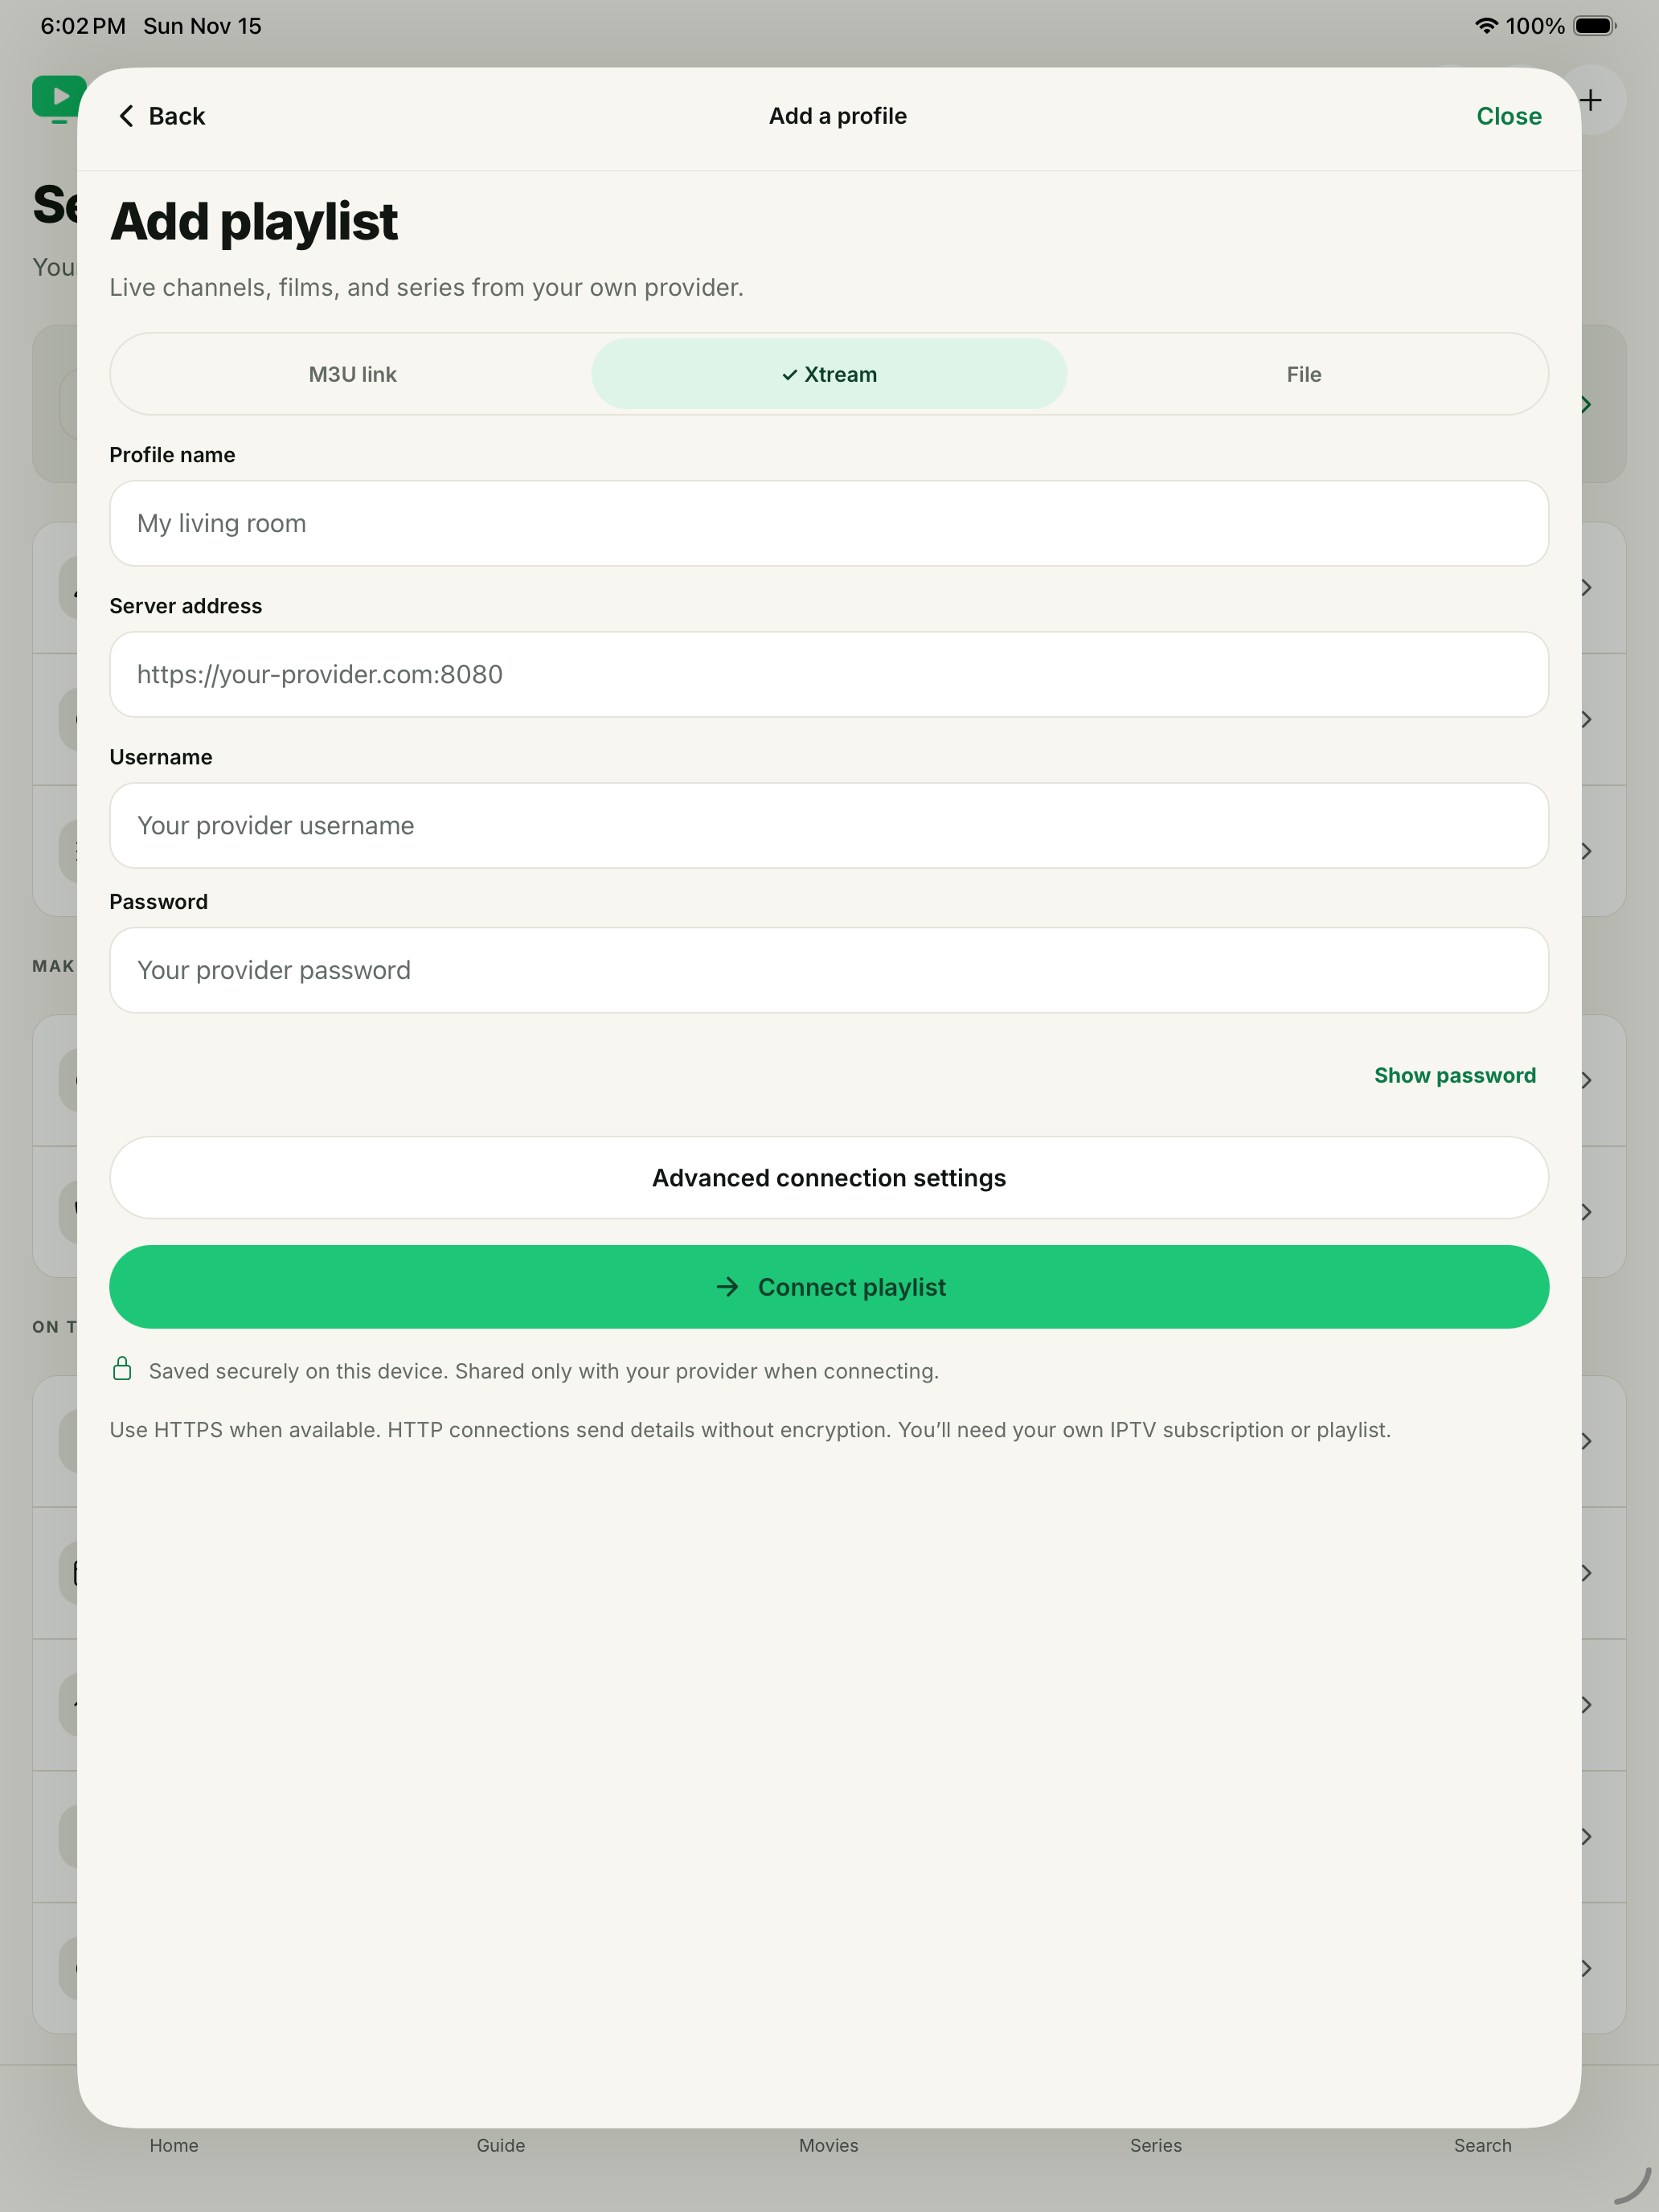 6:02 PM Sun Nov 15
100%
Back
Add a profile
Close
Add playlist
Live channels, films, and series from your own provider.
M3U link
Xtream
File
Profile name
My living room
Server address
https://your-provider.com:8080
Username
Your provider username
Password
Your provider password
Show password
Advanced connection settings
Connect playlist
Saved securely on this device. Shared only with your provider when connecting.
Use HTTPS when available. HTTP connections send details without encryption. You’ll need your own IPTV subscription or playlist.
Home
Guide
Movies
Series
Search